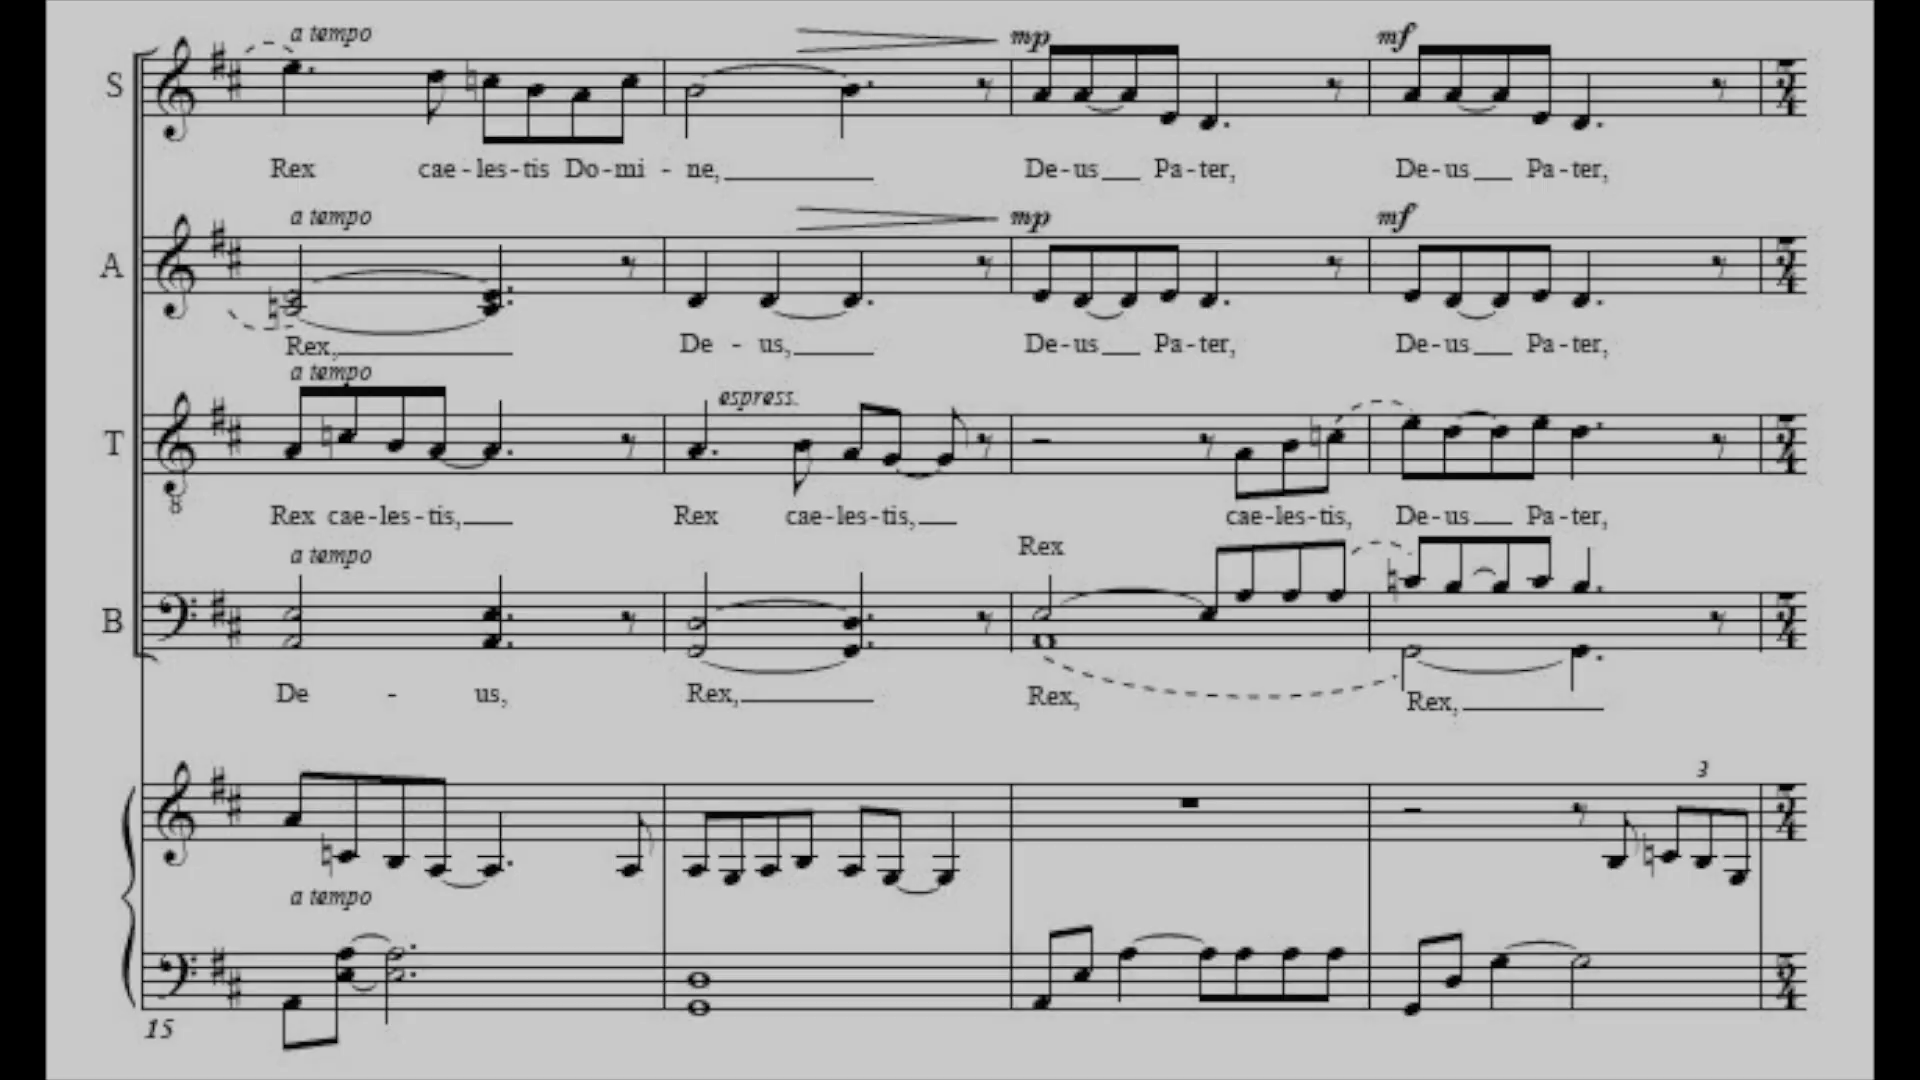 a tempo mp mf
S
Rex cae-les-tis Do-mi-ne, De-us Pa-ter, De-us Pa-ter,
a tempo mp mf
A
Rex, De-us, De-us Pa-ter, De-us Pa-ter,
a tempo espress.
T
8
Rex cae-les-tis, Rex cae-les-tis, cae-les-tis, De-us Pa-ter,
a tempo Rex
B
De-us, Rex, Rex, Rex,
3
a tempo
15